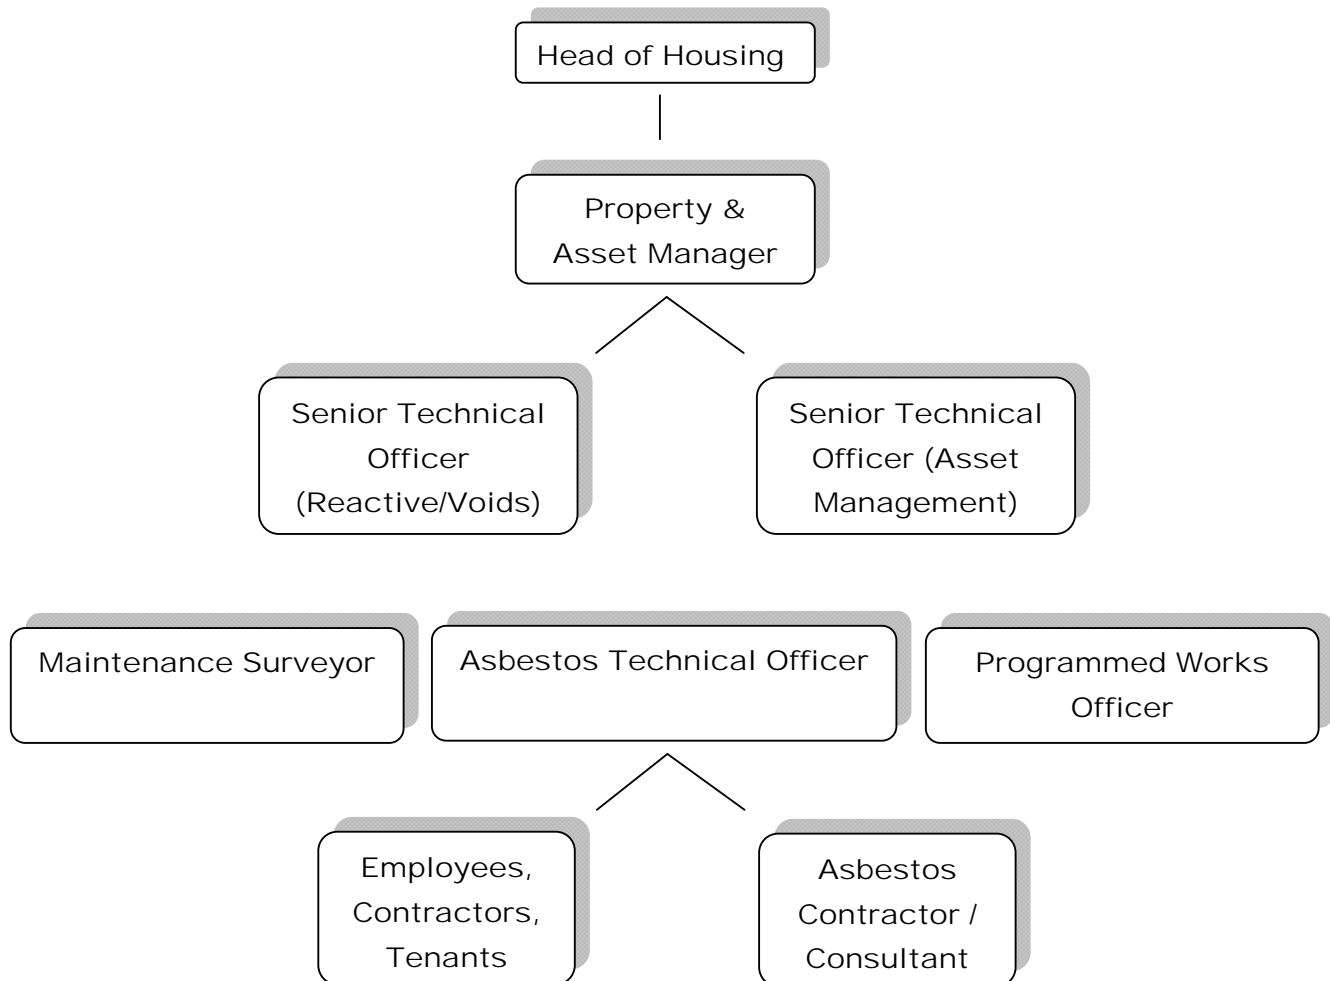 Head of Housing
Property &
Asset Manager
Senior Technical
Officer
(Reactive/Voids)
Senior Technical
Officer (Asset
Management)
Maintenance Surveyor
Asbestos Technical Officer
Programmed Works
Officer
Employees,
Contractors,
Tenants
Asbestos
Contractor /
Consultant